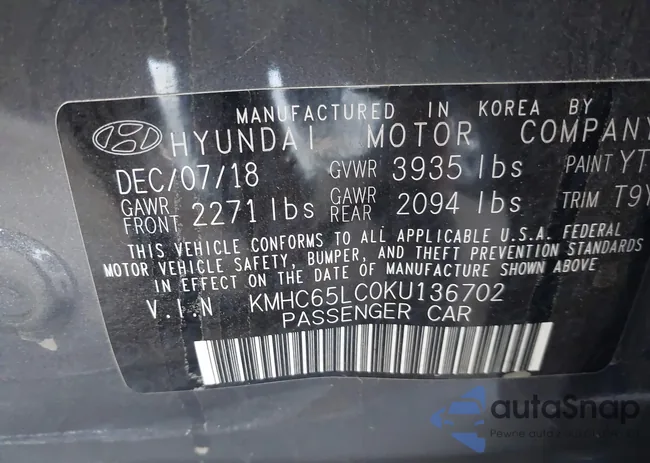 MANUFACTURED IN KOREA BY
HYUNDAI MOTOR COMPANY
DEC/07/18 GVWR 3935 lbs PAINT YT
GAWR FRONT 2271 lbs GAWR REAR 2094 lbs TRIM T9Y
THIS VEHICLE CONFORMS TO ALL APPLICABLE U.S.A. FEDERAL
MOTOR VEHICLE SAFETY, BUMPER, AND THEFT PREVENTION STANDARDS
IN EFFECT ON THE DATE OF MANUFACTURE SHOWN ABOVE
V.I.N KMHC65LC0KU136702
PASSENGER CAR
autoSnap
Pewne auta